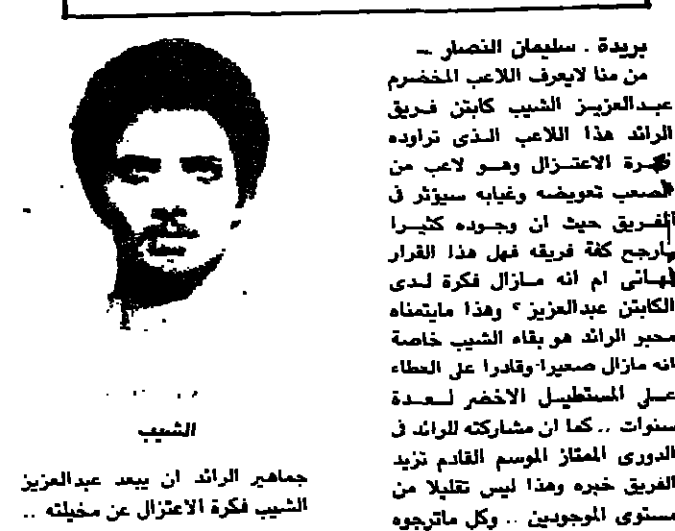 بريدة . سليمان النصار ــ
من منا لايعرف اللاعب المخضرم
عبدالعزيز الشيب كابتن فريق
الرائد هذا اللاعب الذى تراوده
فكرة الاعتزال وهو لاعب من
الصعب تعويضه وغيابه سيؤثر فى
الفريق حيث ان وجوده كثيرا
مارجح كفة فريقه فهل هذا القرار
نهائى ام انه مازال فكرة لدى
الكابتن عبدالعزيز ؟ وهذا مايتمناه
محبو الرائد هو بقاء الشيب خاصة
انه مازال صغيرا وقادرا على العطاء
على المستطيل الاخضر لعدة
سنوات .. كما ان مشاركته للرائد فى
الدورى الممتاز الموسم القادم تزيد
الفريق خبره وهذا ليس تقليلا من
مستوى الموجودين .. وكل ماترجوه
الشيب
جماهير الرائد ان يبعد عبدالعزيز
الشيب فكرة الاعتزال عن مخيلته ..